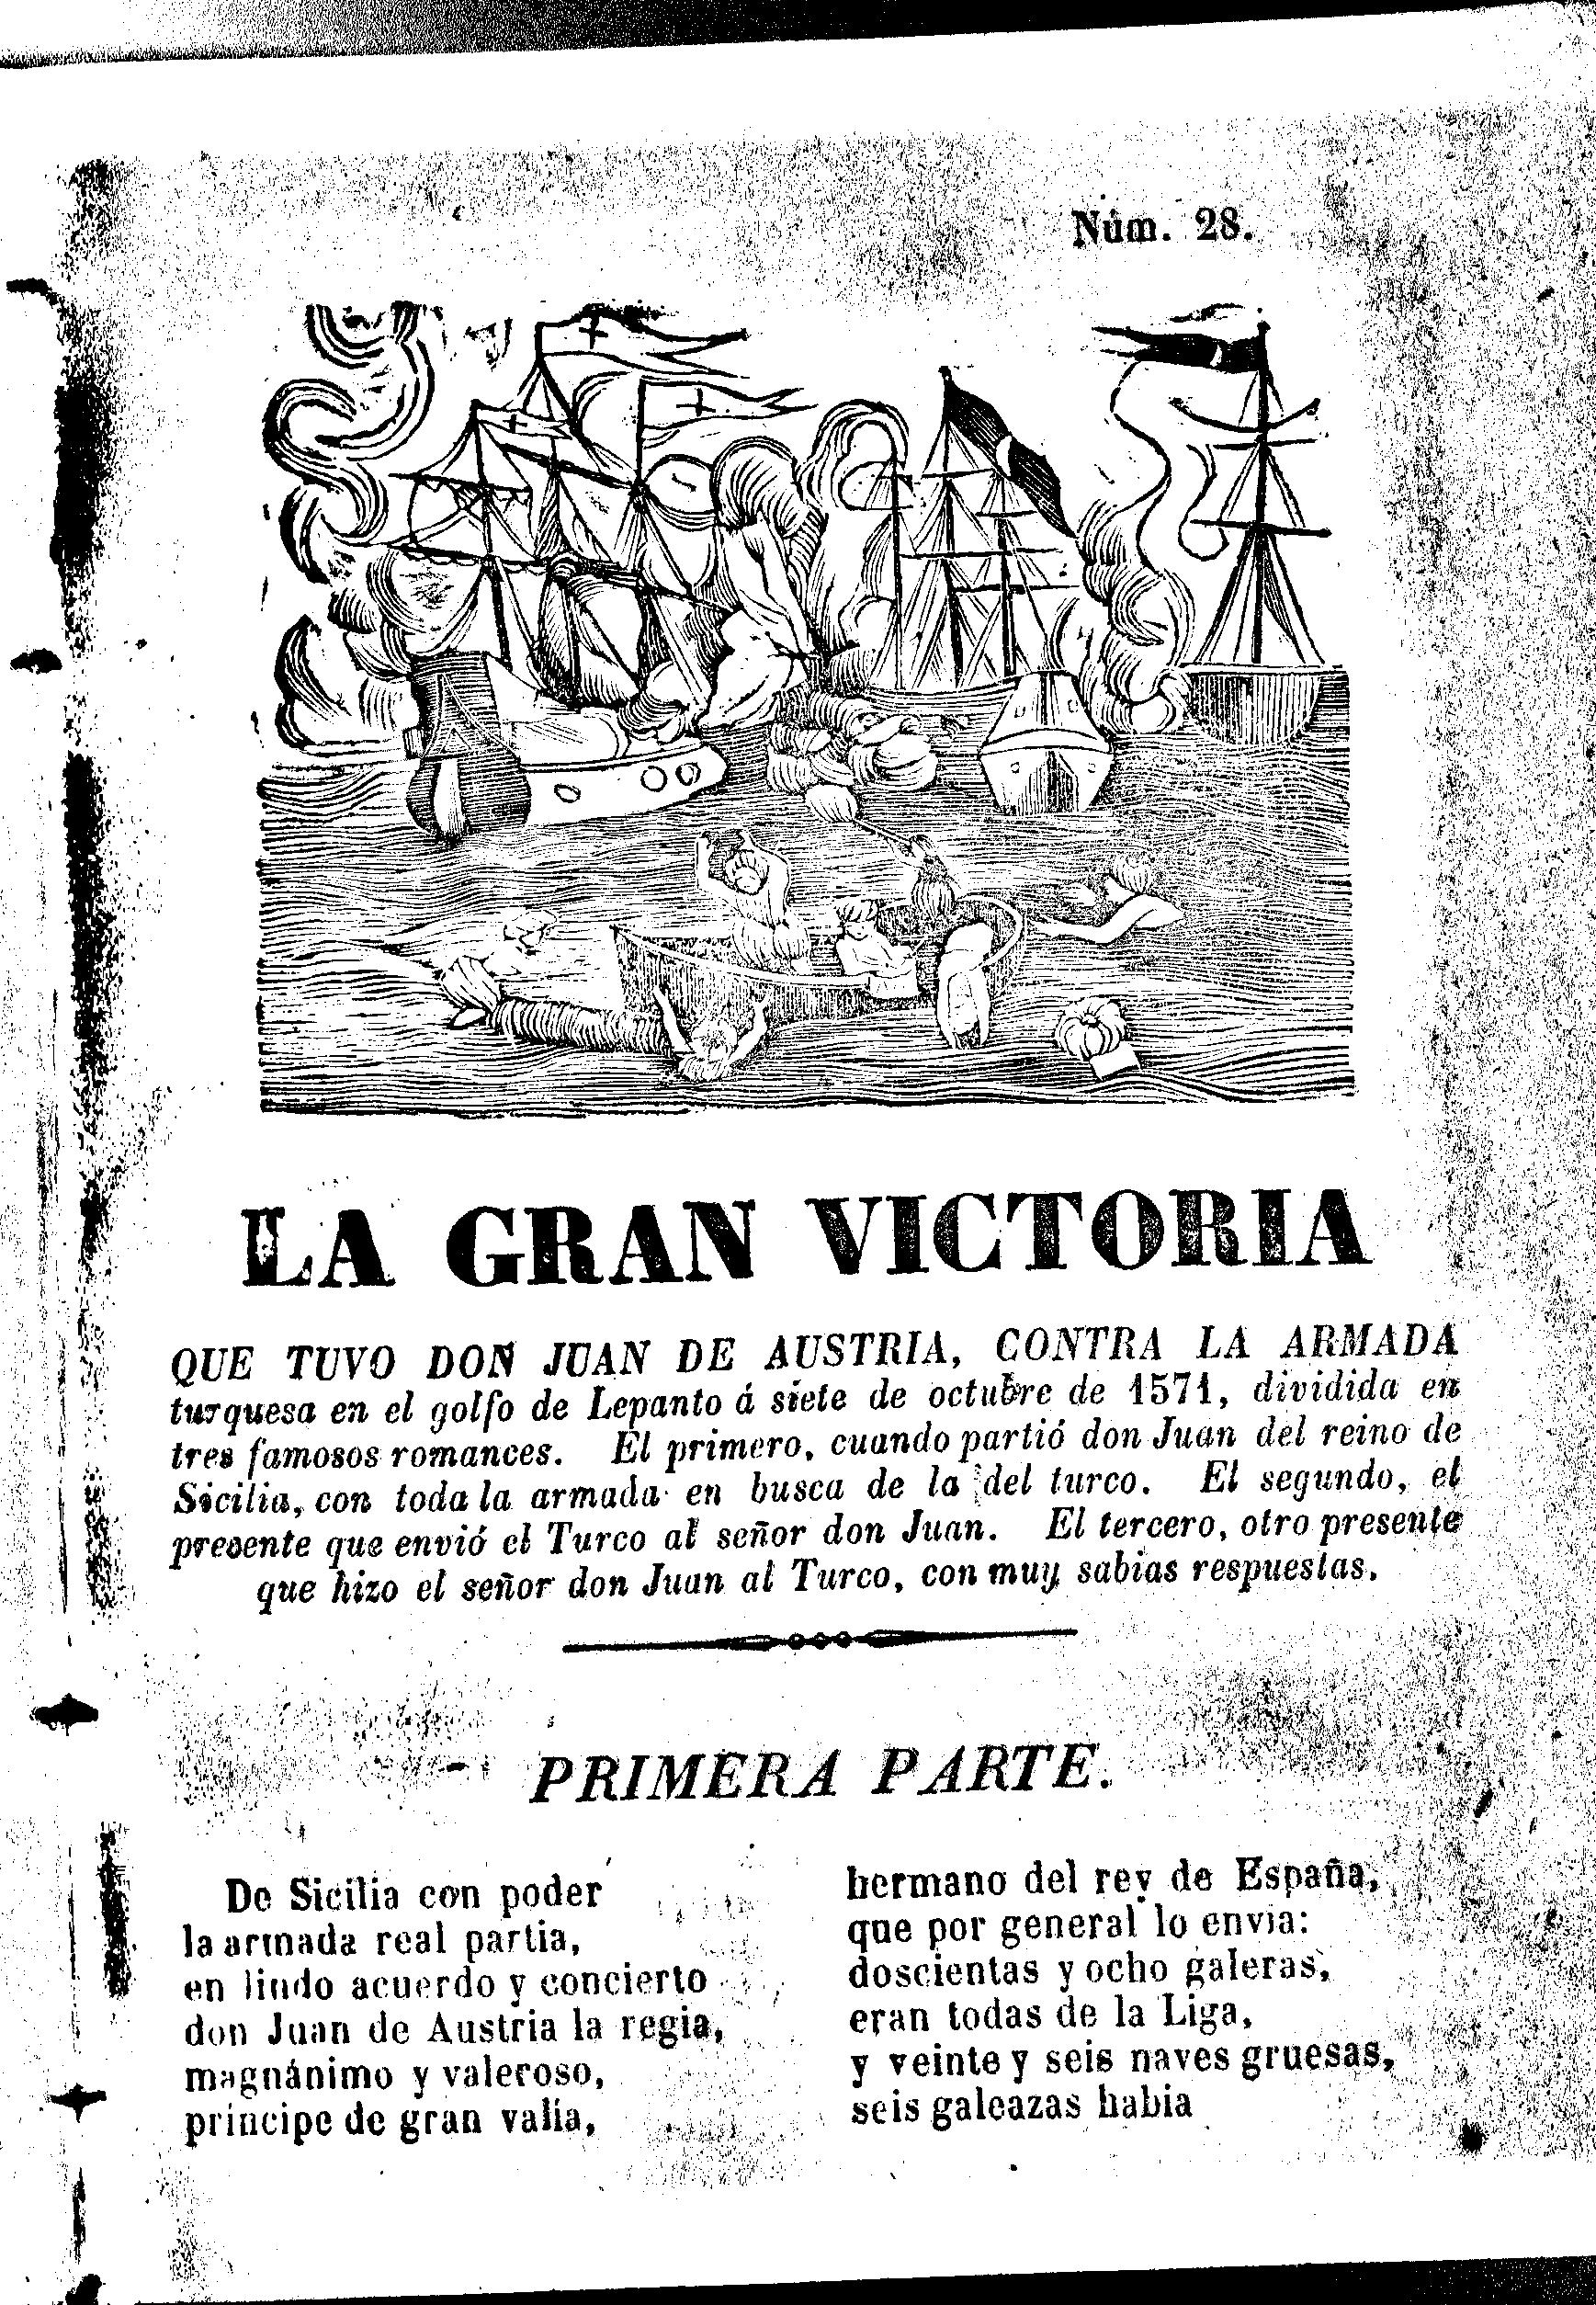 Núm. 28.
LA GRAN VICTORIA
QUE TUVO DON JUAN DE AUSTRIA, CONTRA LA ARMADA
turquesa en el golfo de Lepanto á siete de octubre de 1571, dividida en
tres famosos romances. El primero, cuando partió don Juan del reino de
Sicilia, con toda la armada en busca de la del turco. El segundo, el
presente que envió el Turco al señor don Juan. El tercero, otro presente
que hizo el señor don Juan al Turco, con muy sabias respuestas.
PRIMERA PARTE.
De Sicilia con poder
la armada real partia,
en lindo acuerdo y concierto
don Juan de Austria la regia,
magnánimo y valeroso,
principe de gran valia,
hermano del rey de España,
que por general lo envia:
doscientas y ocho galeras,
eran todas de la Liga,
y veinte y seis naves gruesas,
seis galeazas habia